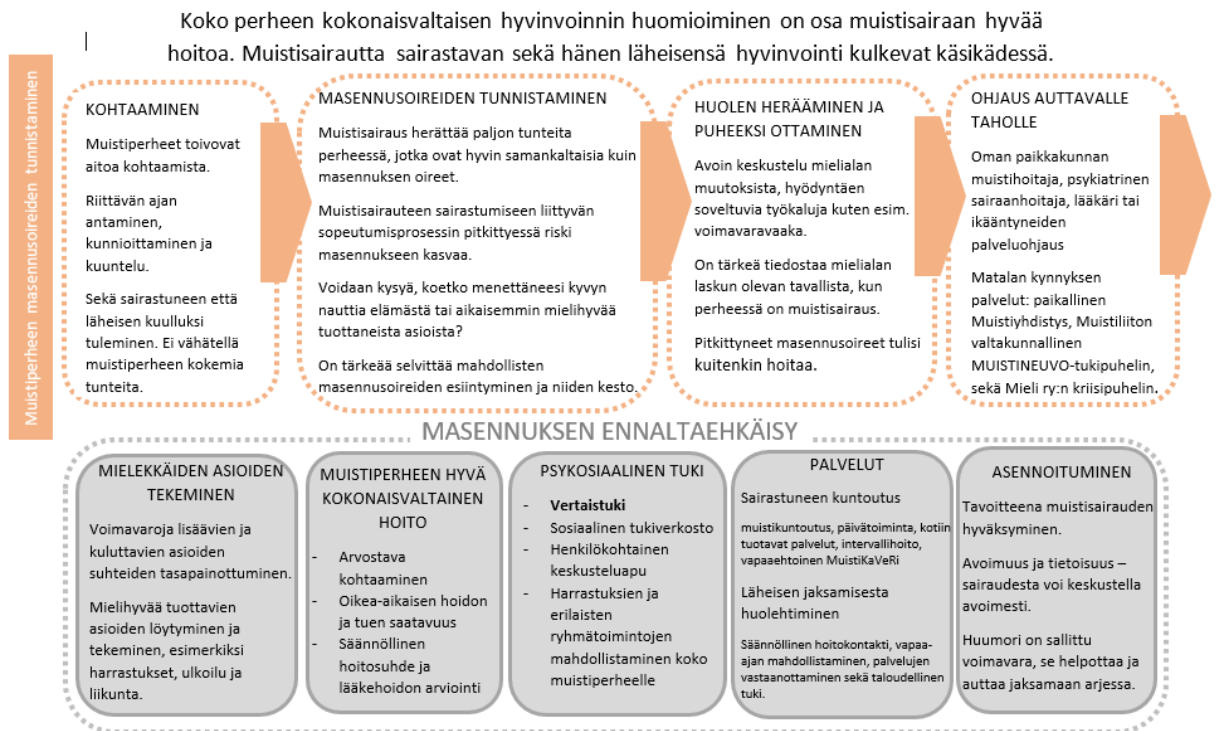 Koko perheen kokonaisvaltaisen hyvinvoinnin huomioiminen on osa muistisairaan hyvää
hoitoa. Muistisairautta sairastavan sekä hänen läheisensä hyvinvointi kulkevat käsikädessä.
Muistiperheen masennusoireiden tunnistaminen
KOHTAAMINEN
Muistiperheet toivovat
aitoa kohtaamista.
Riittävän ajan
antaminen,
kunnioittaminen ja
kuuntelu.
Sekä sairastuneen että
läheisen kuulluksi
tuleminen. Ei vähätellä
muistiperheen kokemia
tunteita.
MASENNUSOIREIDEN TUNNISTAMINEN
Muistisairaus herättää paljon tunteita
perheessä, jotka ovat hyvin samankaltaisia kuin
masennuksen oireet.
Muistisairauteen sairastumiseen liittyvän
sopeutumisprosessin pitkittyessä riski
masennukseen kasvaa.
Voidaan kysyä, koetko menettäneesi kyvyn
nauttia elämästä tai aikaisemmin mielihyvää
tuottaneista asioista?
On tärkeää selvittää mahdollisten
masennusoireiden esiintyminen ja niiden kesto.
HUOLEN HERÄÄMINEN JA
PUHEEKSI OTTAMINEN
Avoin keskustelu mielialan
muutoksista, hyödyntäen
soveltuvia työkaluja kuten esim.
voimavaravaaka.
On tärkeä tiedostaa mielialan
laskun olevan tavallista, kun
perheessä on muistisairaus.
Pitkittyneet masennusoireet tulisi
kuitenkin hoitaa.
OHJAUS AUTTAVALLE
TAHOLLE
Oman paikkakunnan
muistihoitaja, psykiatrinen
sairaanhoitaja, lääkäri tai
ikääntyneiden
palveluohjaus
Matalan kynnyksen
palvelut: paikallinen
Muistiyhdistys, Muistiliiton
valtakunnallinen
MUISTINEUVO-tukipuhelin,
sekä Mieli ry:n kriisipuhelin.
MASENNUKSEN ENNALTAEHKÄISY
MIELEKKÄIDEN ASIOIDEN
TEKEMINEN
Voimavaroja lisäävien ja
kuluttavien asioiden
suhteiden tasapainottuminen.
Mielihyvää tuottavien
asioiden löytyminen ja
tekeminen, esimerkiksi
harrastukset, ulkoilu ja
liikunta.
MUISTIPERHEEN HYVÄ
KOKONAISVALTAINEN
HOITO
- Arvostava
kohtaaminen
- Oikea-aikaisen hoidon
ja tuen saatavuus
- Säännöllinen
hoitosuhde ja
lääkehoidon arviointi
PSYKOSIAALINEN TUKI
- Vertaistuki
- Sosiaalinen tukiverkosto
- Henkilökohtainen
keskusteluapu
- Harrastuksien ja
erilaisten
ryhmätoimintojen
mahdollistaminen koko
muistiperheelle
PALVELUT
Sairastuneen kuntoutus
muistikuntoutus, päivätoiminta, kotiin
tuotavat palvelut, intervallihoito,
vapaaehtoinen MuistiKaVeRi
Läheisen jaksamisesta
huolehtiminen
Säännöllinen hoitokontakti, vapaa-
ajan mahdollistaminen, palvelujen
vastaanottaminen sekä taloudellinen
tuki.
ASENNOITUMINEN
Tavoitteena muistisairauden
hyväksyminen.
Avoimuus ja tietoisuus –
sairaudesta voi keskustella
avoimesti.
Huumori on sallittu
voimavara, se helpottaa ja
auttaa jaksamaan arjessa.